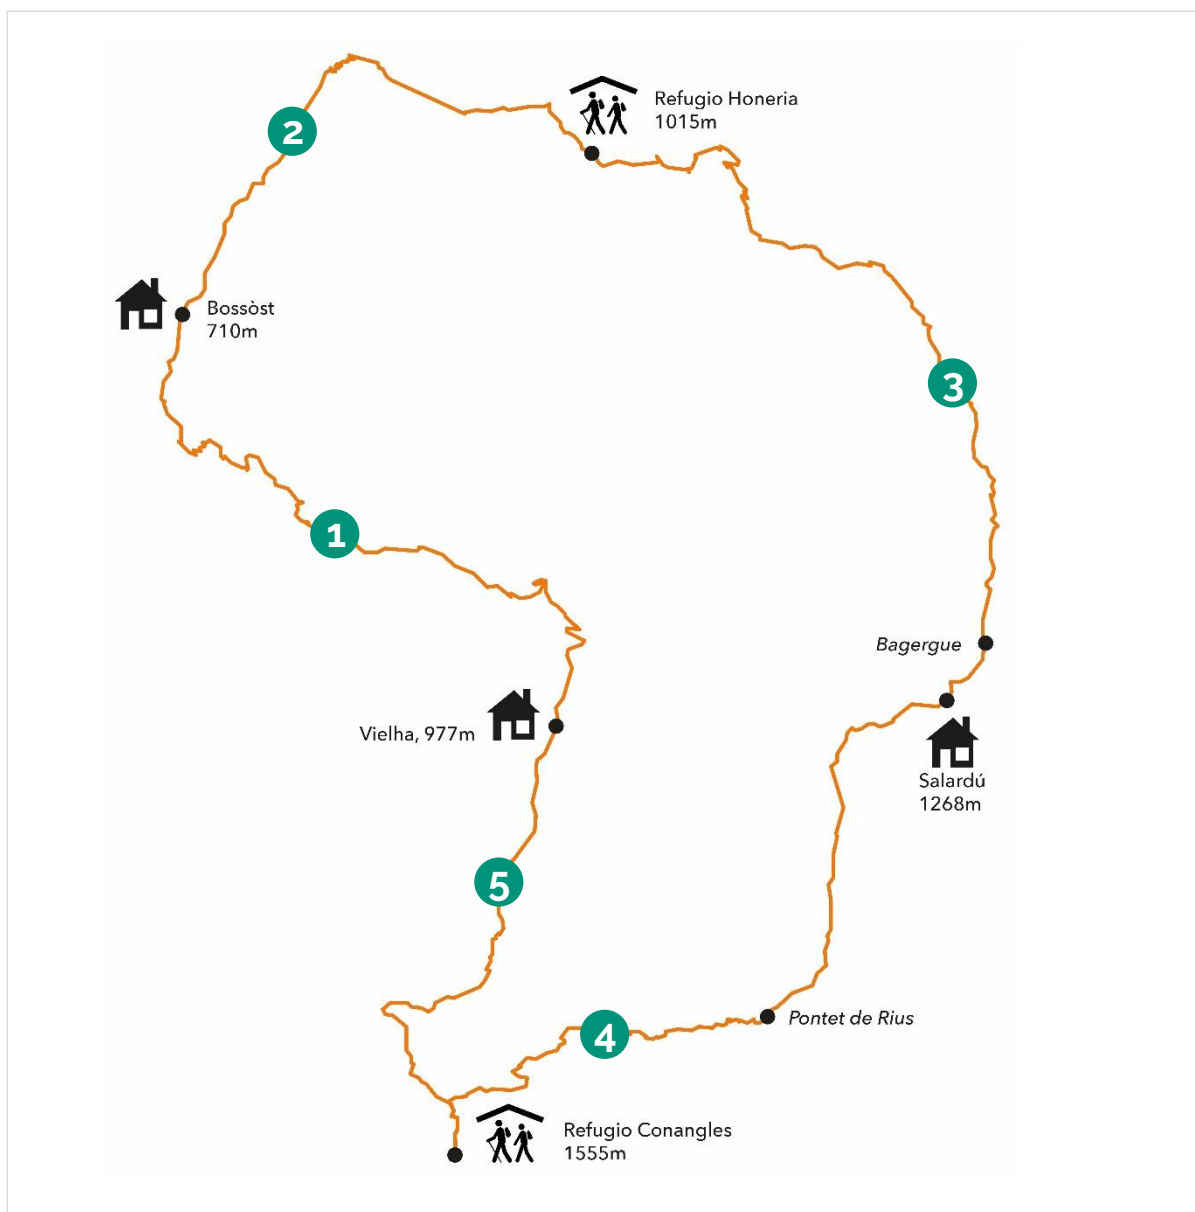 Refugio Honeria
1015m
2
Bossòst
710m
3
1
Bagergue
Vielha, 977m
Salardú
1268m
5
Pontet de Rius
4
Refugio Conangles
1555m